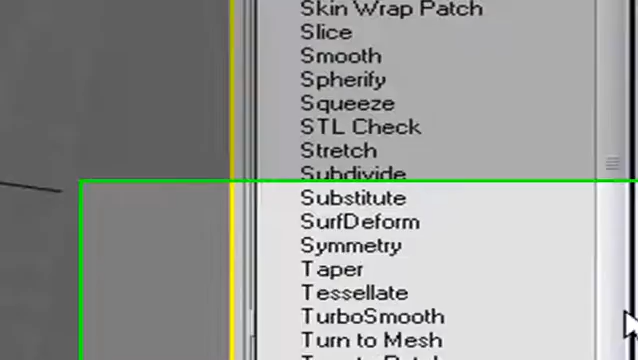 Skin Wrap Patch
Slice
Smooth
Spherify
Squeeze
STL Check
Stretch
Subdivide
Substitute
SurfDeform
Symmetry
Taper
Tessellate
TurboSmooth
Turn to Mesh